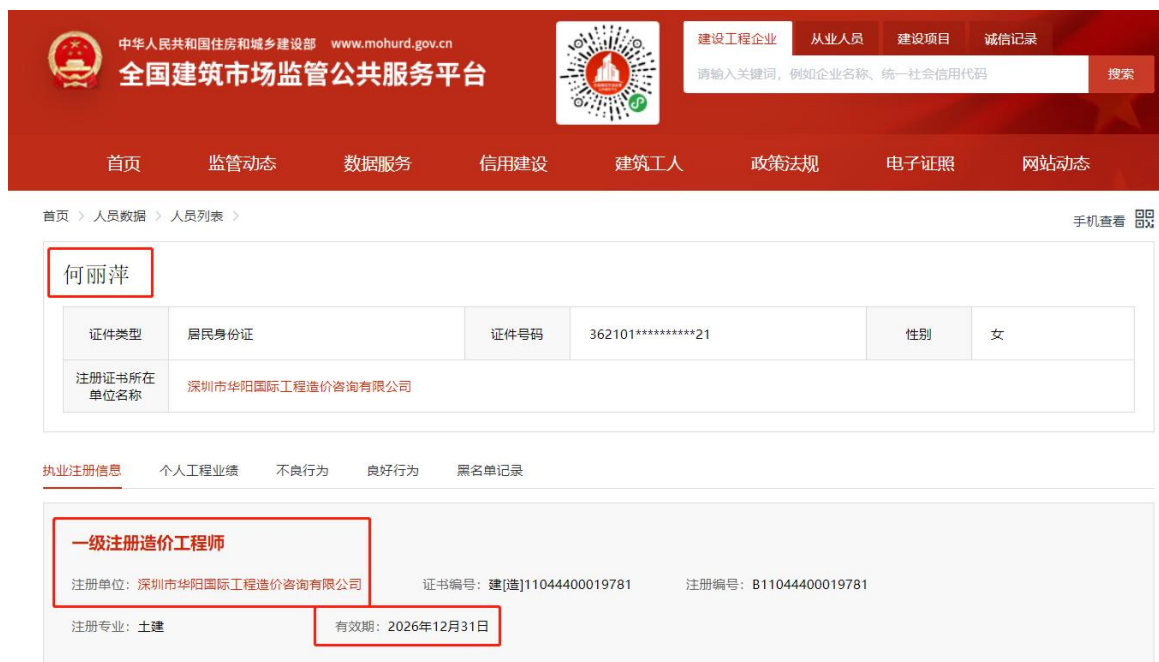 中华人民共和国住房和城乡建设部 www.mohurd.gov.cn
全国建筑市场监管公共服务平台
建设工程企业 从业人员 建设项目 诚信记录
请输入关键词，例如企业名称、统一社会信用代码 搜索
首页 监管动态 数据服务 信用建设 建筑工人 政策法规 电子证照 网站动态
首页 > 人员数据 > 人员列表 >
手机查看
何丽萍
证件类型 居民身份证 证件号码 362101**********21 性别 女
注册证书所在
单位名称
深圳市华阳国际工程造价咨询有限公司
执业注册信息 个人工程业绩 不良行为 良好行为 黑名单记录
一级注册造价工程师
注册单位：深圳市华阳国际工程造价咨询有限公司 证书编号：建[造]11044400019781 注册编号：B11044400019781
注册专业：土建 有效期：2026年12月31日